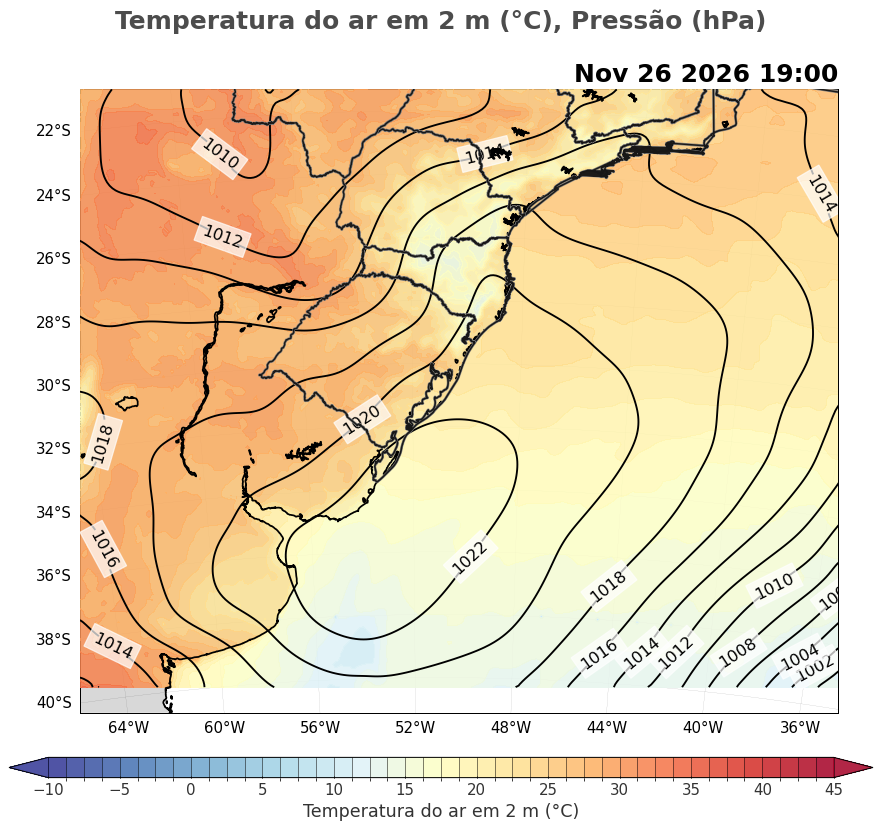 Temperatura do ar em 2 m (°C), Pressão (hPa)
Nov 26 2026 19:00
22°S
24°S
26°S
28°S
30°S
32°S
34°S
36°S
38°S
40°S
1010
1014
1014
1012
1020
1018
1016
1022
1018
1010
1014
1016
1014
1012
1008
1004
1002
64°W
60°W
56°W
52°W
48°W
44°W
40°W
36°W
−10
−5
0
5
10
15
20
25
30
35
40
45
Temperatura do ar em 2 m (°C)